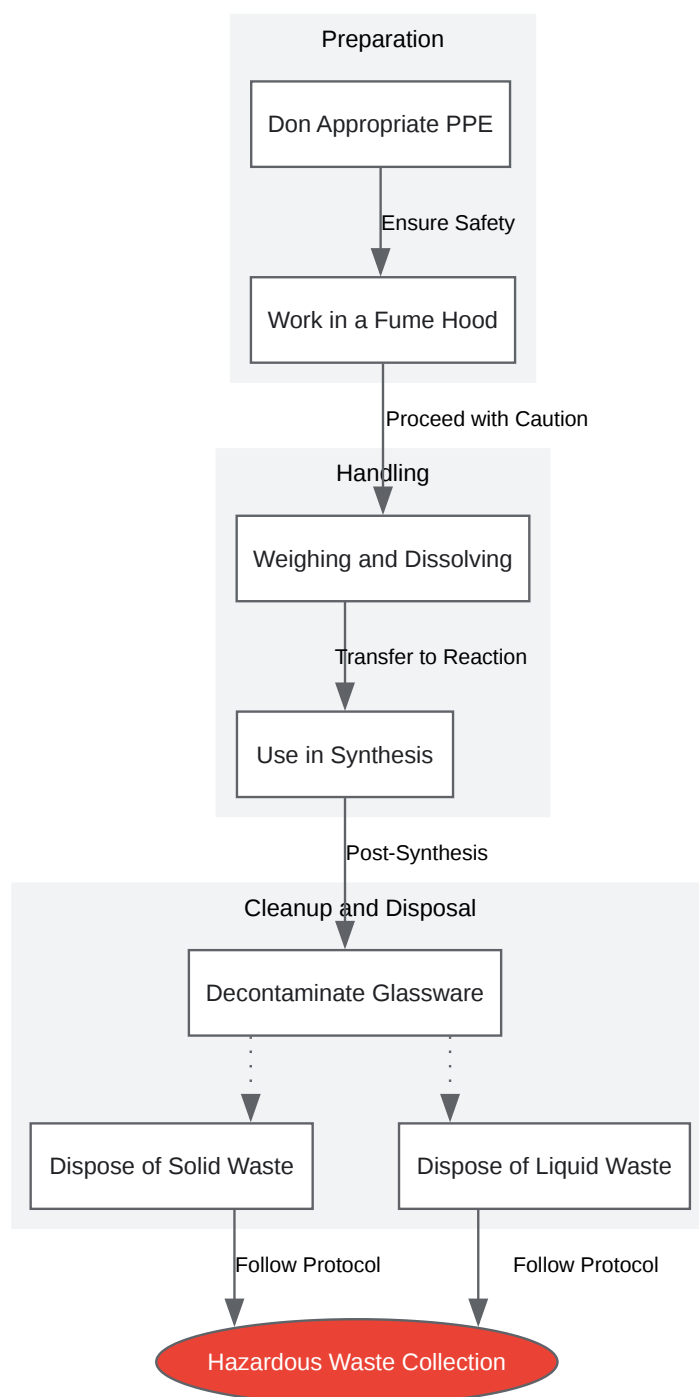 Preparation
Don Appropriate PPE
Ensure Safety
Work in a Fume Hood
Proceed with Caution
Handling
Weighing and Dissolving
Transfer to Reaction
Use in Synthesis
Post-Synthesis
Cleanup and Disposal
Decontaminate Glassware
Dispose of Solid Waste
Dispose of Liquid Waste
Follow Protocol
Follow Protocol
Hazardous Waste Collection